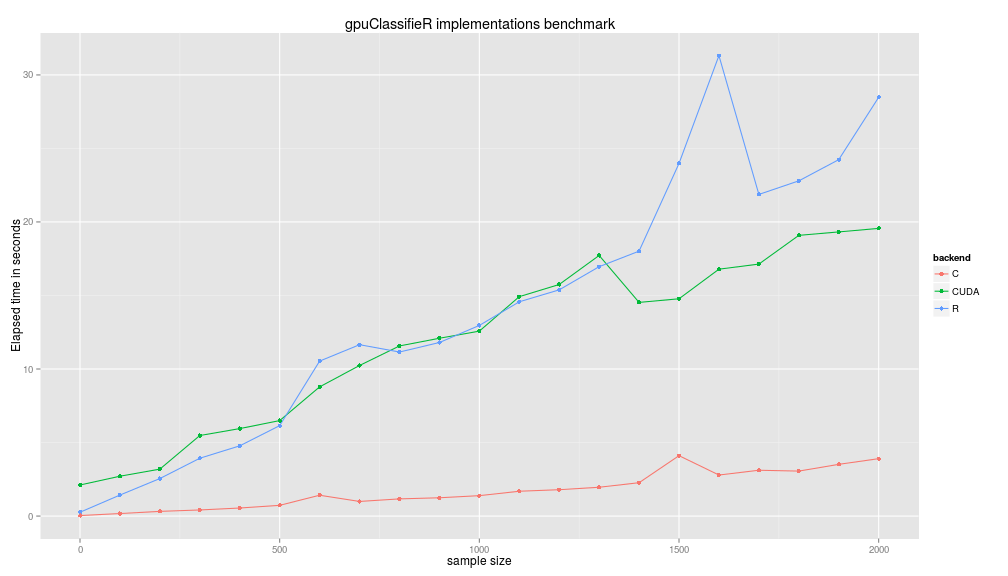 gpuClassifieR implementations benchmark
Elapsed time in seconds
30
20
10
0
0 500 1000 1500 2000
sample size
backend
C
CUDA
R